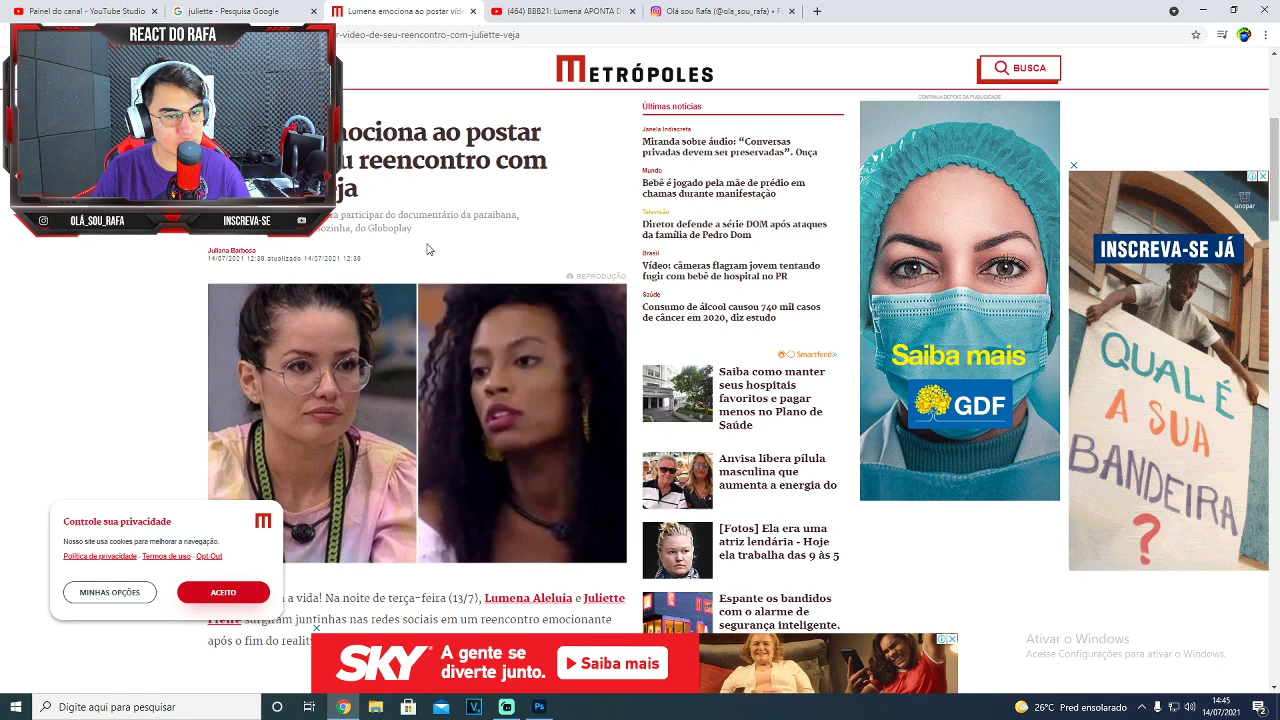 Painel - YouTube
juliette - Pesquisa Google
Lumena emociona ao postar víde
(464) BBB21: Lumena APONTA D
Olá sou Rafa (@ola_sou_rafa) • F
r-video-de-seu-reencontro-com-juliette-veja
REACT DO RAFA
OLÁ_SOU_RAFA
INSCREVA-SE
METRÓPOLES
BUSCA
mociona ao postar
u reencontro com
ja
ra participar do documentário da paraibana,
ozinha, do Globoplay
Juliana Barbosa
14/07/2021 12:30, atualizado 14/07/2021 12:39
REPRODUÇÃO
a vida! Na noite de terça-feira (13/7), Lumena Aleluia e Juliette
Freire surgiram juntinhas nas redes sociais em um reencontro emocionante
após o fim do realit
Últimas notícias
Janela Indiscreta
Miranda sobre áudio: “Conversas
privadas devem ser preservadas”. Ouça
Mundo
Bebê é jogado pela mãe de prédio em
chamas durante manifestação
Televisão
Diretor defende a série DOM após ataques
da família de Pedro Dom
Brasil
Vídeo: câmeras flagram jovem tentando
fugir com bebê de hospital no PR
Saúde
Consumo de álcool causou 740 mil casos
de câncer em 2020, diz estudo
Smartfeed
Saiba como manter
seus hospitais
favoritos e pagar
menos no Plano de
Saúde
Anvisa libera pílula
masculina que
aumenta a energia do
[Fotos] Ela era uma
atriz lendária - Hoje
ela trabalha das 9 às 5
Espante os bandidos
com o alarme de
segurança inteligente.
CONTINUA DEPOIS DA PUBLICIDADE
Saiba mais
GDF
unopar
INSCREVA-SE JÁ
QUAL É
A SUA
BANDEIRA
?
Controle sua privacidade
Nosso site usa cookies para melhorar a navegação.
Política de privacidade - Termos de uso - Opt Out
MINHAS OPÇÕES
ACEITO
SKY
A gente se
diverte junto.
Saiba mais
Ativar o Windows
Acesse Configurações para ativar o Windows.
Digite aqui para pesquisar
26°C Pred ensolarado
14:45
14/07/2021
2